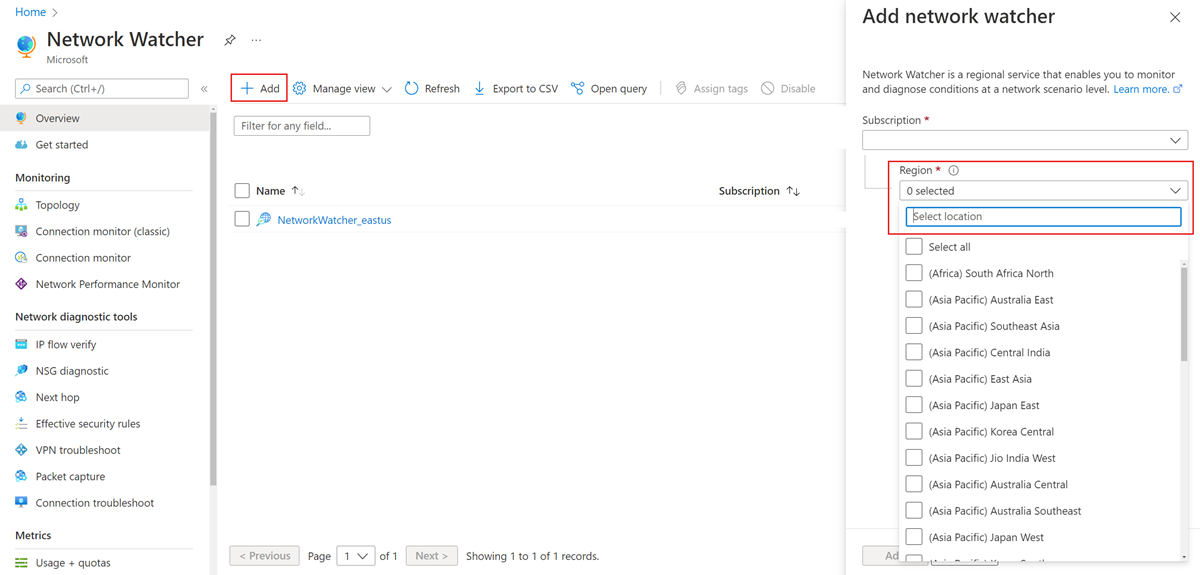 Home
Network Watcher
...
Microsoft
Search (Ctrl+/)
«
Overview
Get started
Monitoring
Topology
Connection monitor (classic)
Connection monitor
Network Performance Monitor
Network diagnostic tools
IP flow verify
NSG diagnostic
Next hop
Effective security rules
VPN troubleshoot
Packet capture
Connection troubleshoot
Metrics
Usage + quotas
Add
Manage view
Refresh
Export to CSV
Open query
Assign tags
Disable
Filter for any field...
Name
Subscription
NetworkWatcher_eastus
< Previous
Page
1
of 1
Next >
Showing 1 to 1 of 1 records.
Add network watcher
Network Watcher is a regional service that enables you to monitor
and diagnose conditions at a network scenario level. Learn more.
Subscription *
Region *
0 selected
Select location
Select all
(Africa) South Africa North
(Asia Pacific) Australia East
(Asia Pacific) Southeast Asia
(Asia Pacific) Central India
(Asia Pacific) East Asia
(Asia Pacific) Japan East
(Asia Pacific) Korea Central
(Asia Pacific) Jio India West
(Asia Pacific) Australia Central
(Asia Pacific) Australia Southeast
(Asia Pacific) Japan West